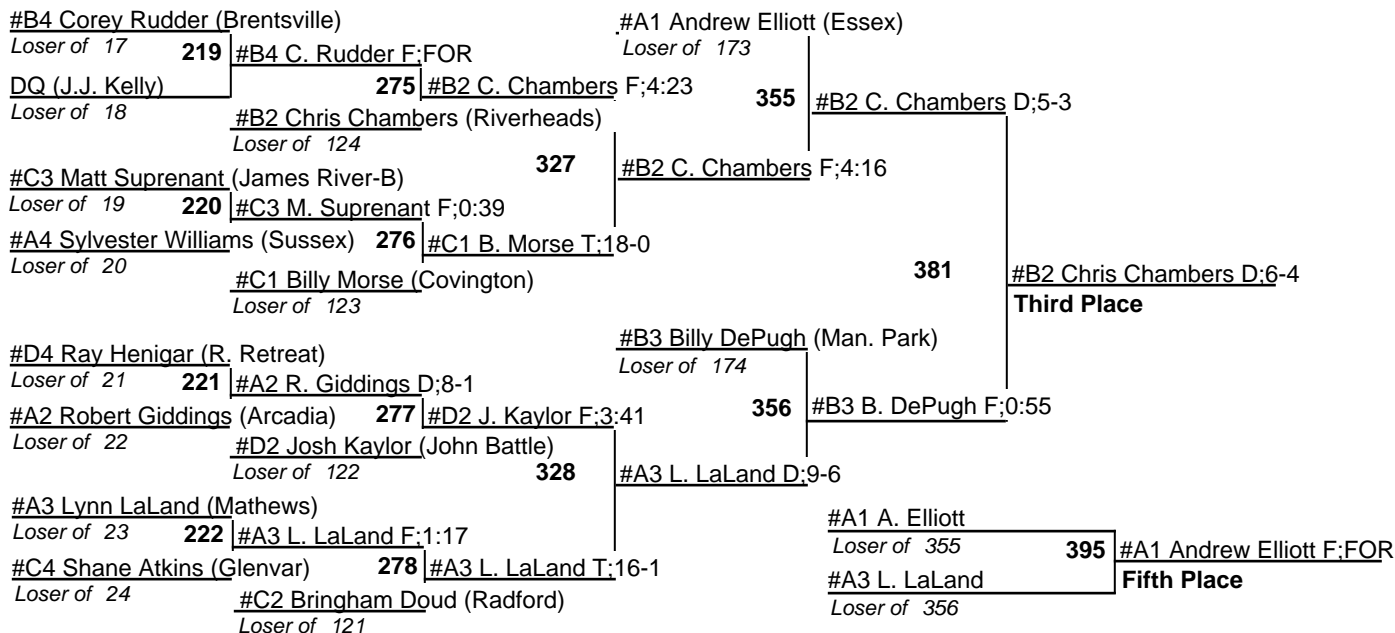 #B4 Corey Rudder (Brentsville)
Loser of 17
219
#B4 C. Rudder F;FOR
DQ (J.J. Kelly)
Loser of 18
275
#B2 C. Chambers F;4:23
#B2 Chris Chambers (Riverheads)
Loser of 124
327
#B2 C. Chambers F;4:16
#C3 Matt Suprenant (James River-B)
Loser of 19
220
#C3 M. Suprenant F;0:39
#A4 Sylvester Williams (Sussex)
Loser of 20
276
#C1 B. Morse T;18-0
#C1 Billy Morse (Covington)
Loser of 123
#A1 Andrew Elliott (Essex)
Loser of 173
355
#B2 C. Chambers D;5-3
381
#B2 Chris Chambers D;6-4
Third Place
#D4 Ray Henigar (R. Retreat)
Loser of 21
221
#A2 R. Giddings D;8-1
#A2 Robert Giddings (Arcadia)
Loser of 22
277
#D2 J. Kaylor F;3:41
#D2 Josh Kaylor (John Battle)
Loser of 122
328
#A3 L. LaLand D;9-6
#A3 Lynn LaLand (Mathews)
Loser of 23
222
#A3 L. LaLand F;1:17
#C4 Shane Atkins (Glenvar)
Loser of 24
278
#A3 L. LaLand T;16-1
#C2 Bringham Doud (Radford)
Loser of 121
#B3 Billy DePugh (Man. Park)
Loser of 174
356
#B3 B. DePugh F;0:55
#A1 A. Elliott
Loser of 355
395
#A1 Andrew Elliott F;FOR
Fifth Place
#A3 L. LaLand
Loser of 356